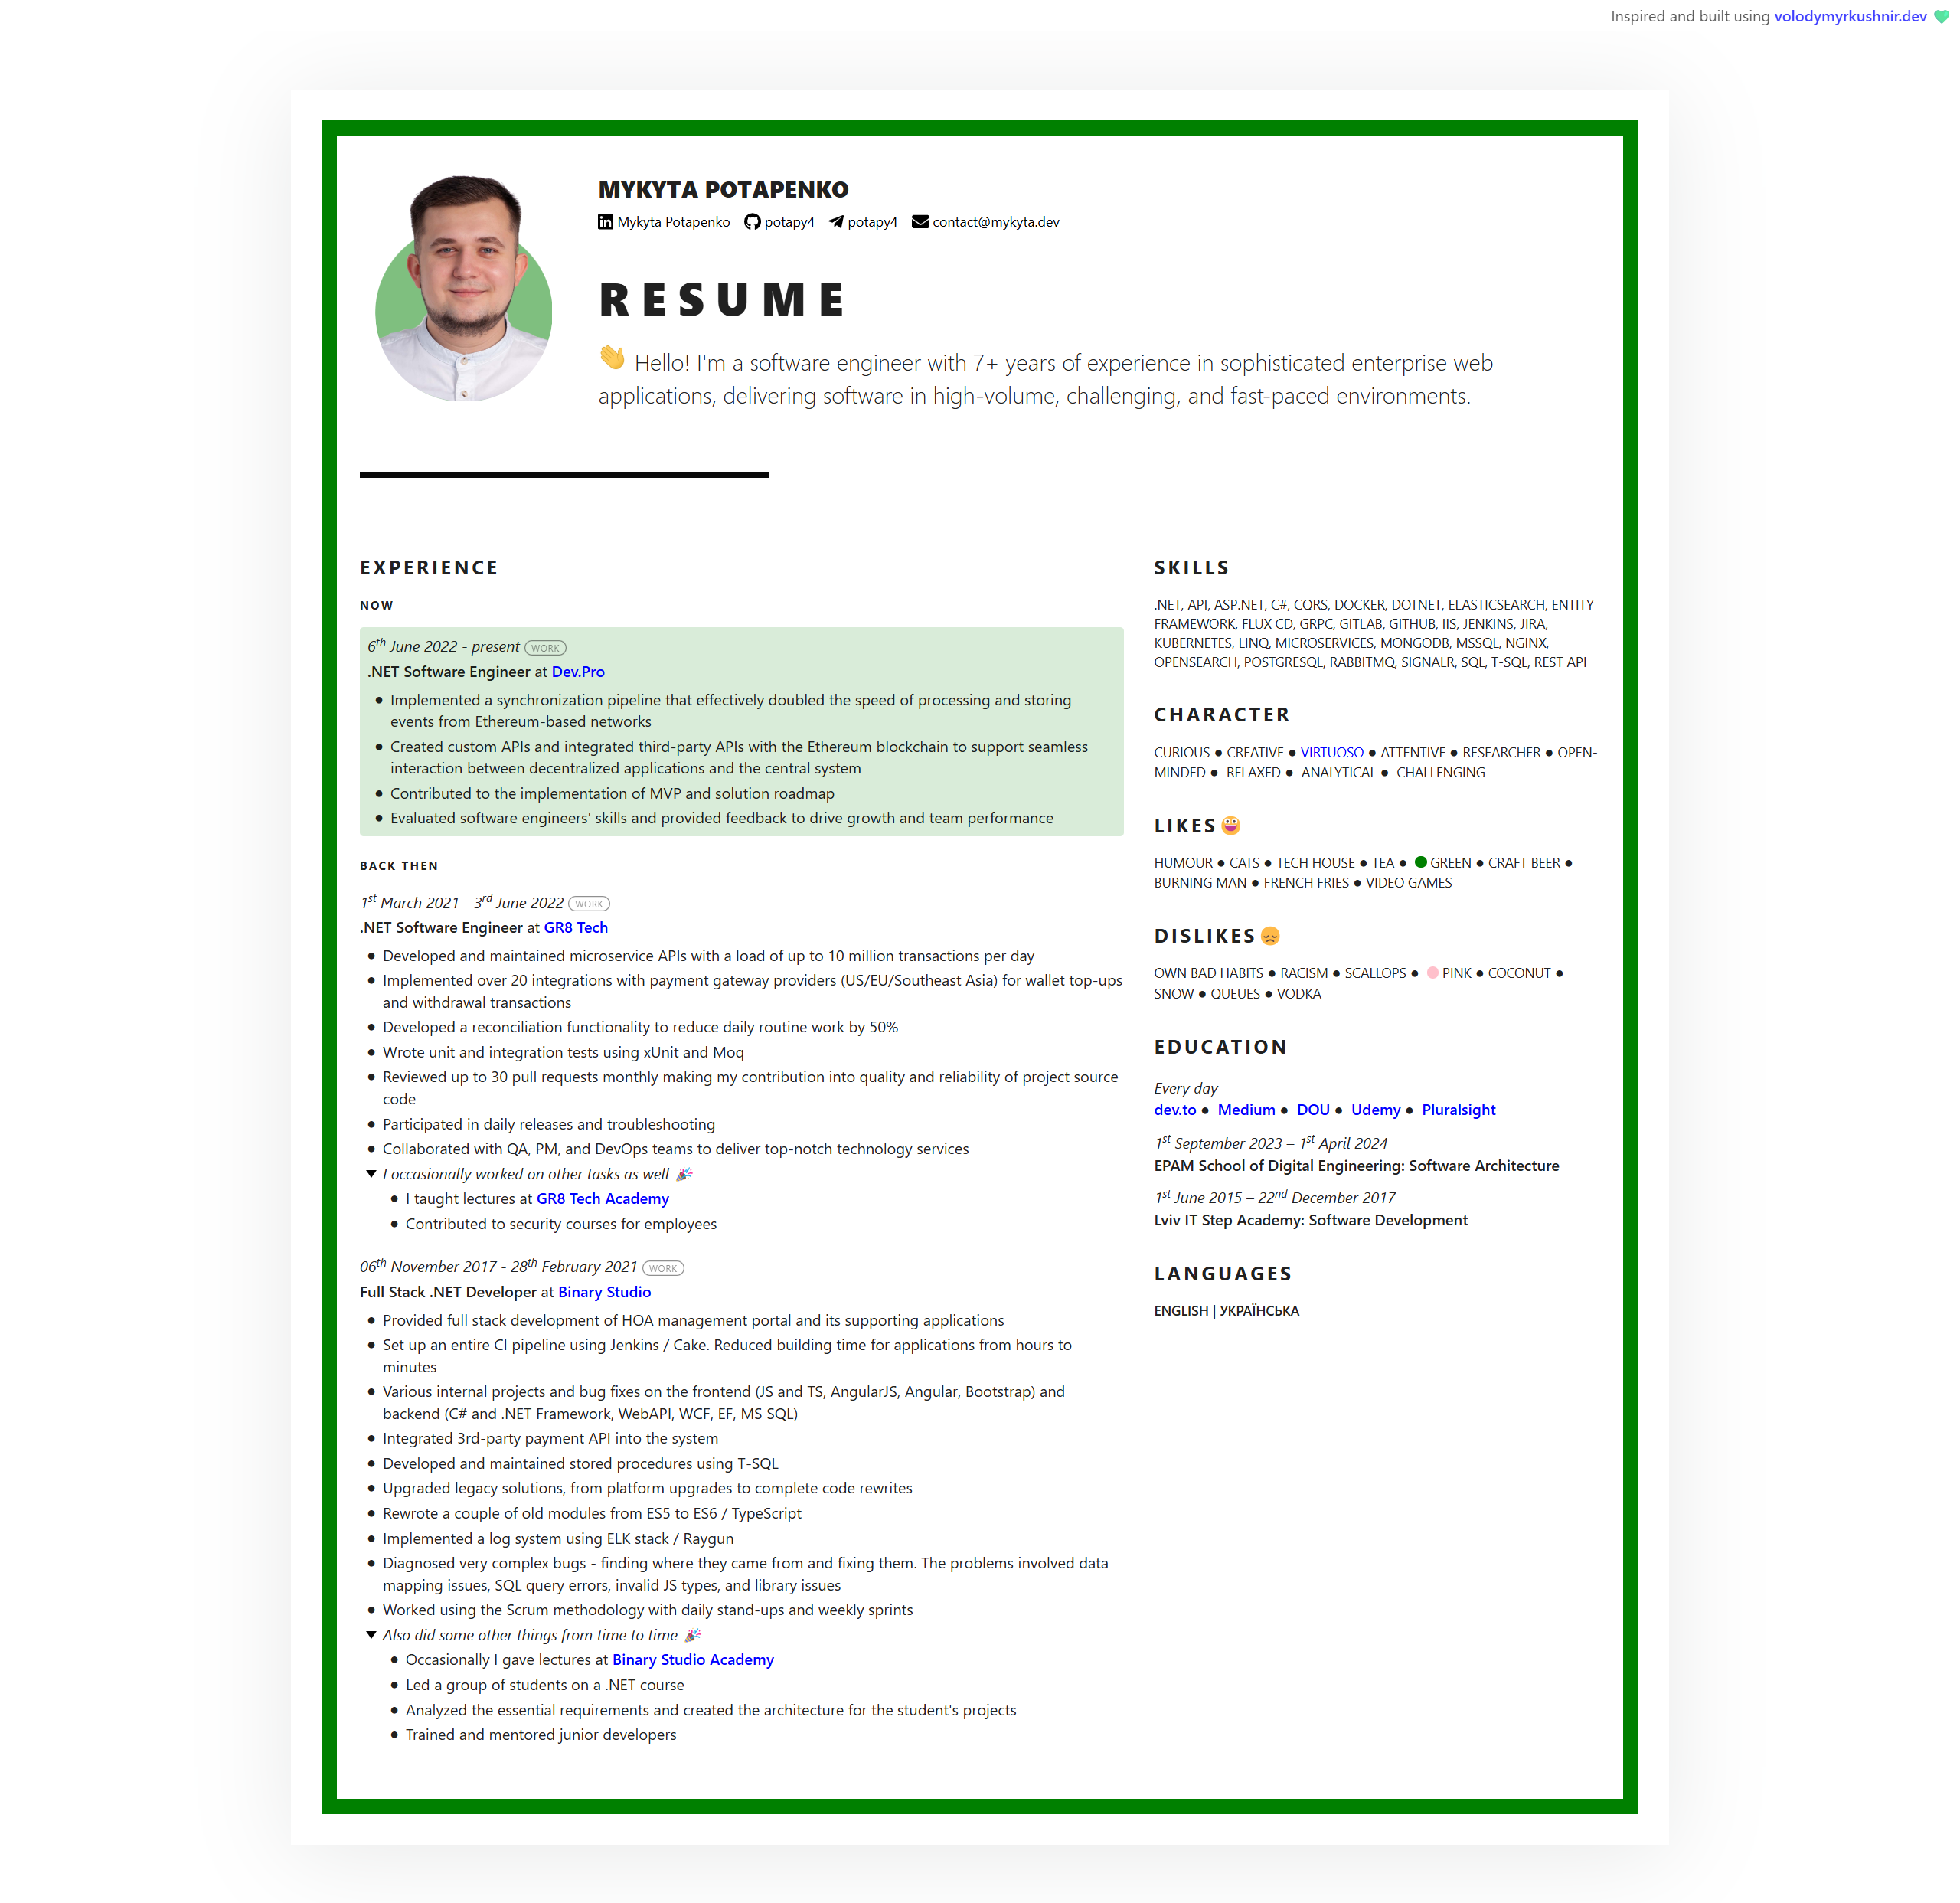 Inspired and built using volodymyrkushnir.dev 💚
MYKYTA POTAPENKO
Mykyta Potapenko potapy4 potapy4 contact@mykyta.dev
RESUME
👋 Hello! I'm a software engineer with 7+ years of experience in sophisticated enterprise web
applications, delivering software in high-volume, challenging, and fast-paced environments.
EXPERIENCE
NOW
6th June 2022 - present WORK
.NET Software Engineer at Dev.Pro
● Implemented a synchronization pipeline that effectively doubled the speed of processing and storing
events from Ethereum-based networks
● Created custom APIs and integrated third-party APIs with the Ethereum blockchain to support seamless
interaction between decentralized applications and the central system
● Contributed to the implementation of MVP and solution roadmap
● Evaluated software engineers' skills and provided feedback to drive growth and team performance
BACK THEN
1st March 2021 - 3rd June 2022 WORK
.NET Software Engineer at GR8 Tech
● Developed and maintained microservice APIs with a load of up to 10 million transactions per day
● Implemented over 20 integrations with payment gateway providers (US/EU/Southeast Asia) for wallet top-ups
and withdrawal transactions
● Developed a reconciliation functionality to reduce daily routine work by 50%
● Wrote unit and integration tests using xUnit and Moq
● Reviewed up to 30 pull requests monthly making my contribution into quality and reliability of project source
code
● Participated in daily releases and troubleshooting
● Collaborated with QA, PM, and DevOps teams to deliver top-notch technology services
▼ I occasionally worked on other tasks as well 🎉
● I taught lectures at GR8 Tech Academy
● Contributed to security courses for employees
06th November 2017 - 28th February 2021 WORK
Full Stack .NET Developer at Binary Studio
● Provided full stack development of HOA management portal and its supporting applications
● Set up an entire CI pipeline using Jenkins / Cake. Reduced building time for applications from hours to
minutes
● Various internal projects and bug fixes on the frontend (JS and TS, AngularJS, Angular, Bootstrap) and
backend (C# and .NET Framework, WebAPI, WCF, EF, MS SQL)
● Integrated 3rd-party payment API into the system
● Developed and maintained stored procedures using T-SQL
● Upgraded legacy solutions, from platform upgrades to complete code rewrites
● Rewrote a couple of old modules from ES5 to ES6 / TypeScript
● Implemented a log system using ELK stack / Raygun
● Diagnosed very complex bugs - finding where they came from and fixing them. The problems involved data
mapping issues, SQL query errors, invalid JS types, and library issues
● Worked using the Scrum methodology with daily stand-ups and weekly sprints
▼ Also did some other things from time to time 🎉
● Occasionally I gave lectures at Binary Studio Academy
● Led a group of students on a .NET course
● Analyzed the essential requirements and created the architecture for the student's projects
● Trained and mentored junior developers
SKILLS
.NET, API, ASP.NET, C#, CQRS, DOCKER, DOTNET, ELASTICSEARCH, ENTITY
FRAMEWORK, FLUX CD, GRPC, GITLAB, GITHUB, IIS, JENKINS, JIRA,
KUBERNETES, LINQ, MICROSERVICES, MONGODB, MSSQL, NGINX,
OPENSEARCH, POSTGRESQL, RABBITMQ, SIGNALR, SQL, T-SQL, REST API
CHARACTER
CURIOUS ● CREATIVE ● VIRTUOSO ● ATTENTIVE ● RESEARCHER ● OPEN-
MINDED ● RELAXED ● ANALYTICAL ● CHALLENGING
LIKES 😀
HUMOUR ● CATS ● TECH HOUSE ● TEA ● GREEN ● CRAFT BEER ●
BURNING MAN ● FRENCH FRIES ● VIDEO GAMES
DISLIKES 😞
OWN BAD HABITS ● RACISM ● SCALLOPS ● PINK ● COCONUT ●
SNOW ● QUEUES ● VODKA
EDUCATION
Every day
dev.to ● Medium ● DOU ● Udemy ● Pluralsight
1st September 2023 – 1st April 2024
EPAM School of Digital Engineering: Software Architecture
1st June 2015 – 22nd December 2017
Lviv IT Step Academy: Software Development
LANGUAGES
ENGLISH | УКРАЇНСЬКА